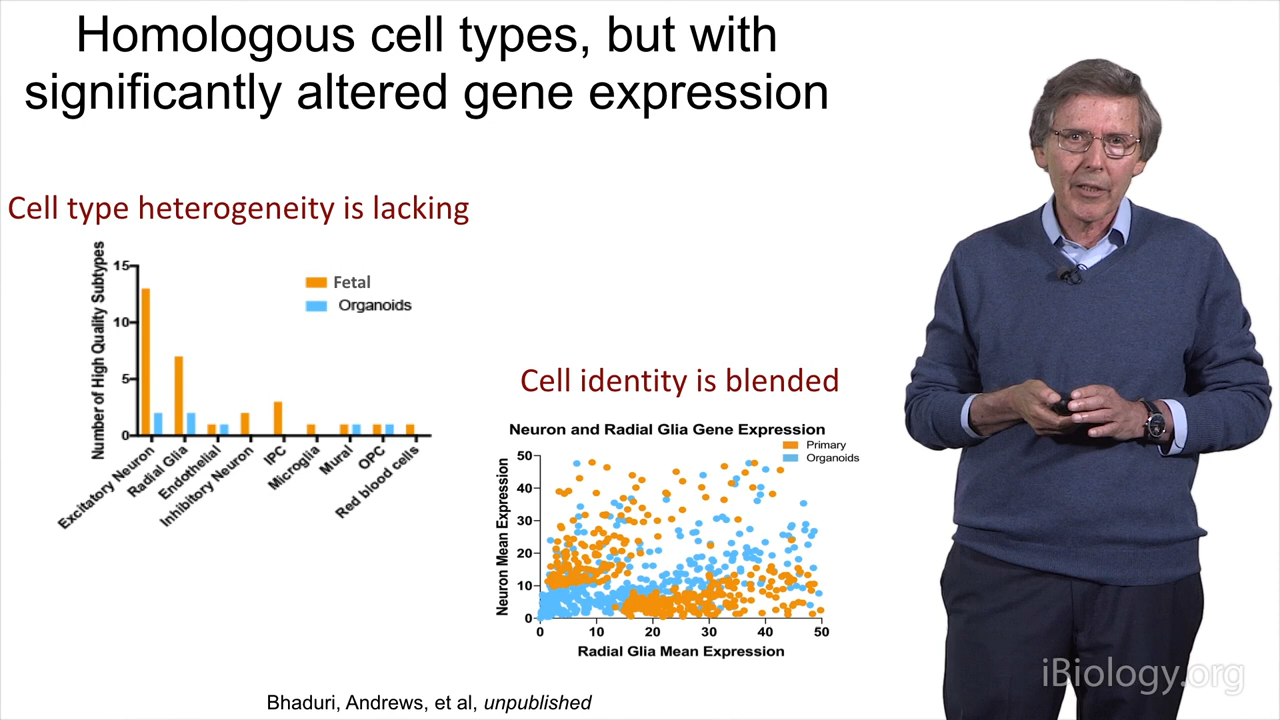 Homologous cell types, but with
significantly altered gene expression
Cell type heterogeneity is lacking
Number of High Quality Subtypes
15
10
5
0
Fetal
Organoids
Excitatory Neuron
Radial Glia
Endothelial
Inhibitory Neuron
IPC
Microglia
Mural
OPC
Red blood cells
Cell identity is blended
Neuron and Radial Glia Gene Expression
Primary
Organoids
Neuron Mean Expression
50
40
30
20
10
0
0 10 20 30 40 50
Radial Glia Mean Expression
Bhaduri, Andrews, et al, unpublished
iBiology.org